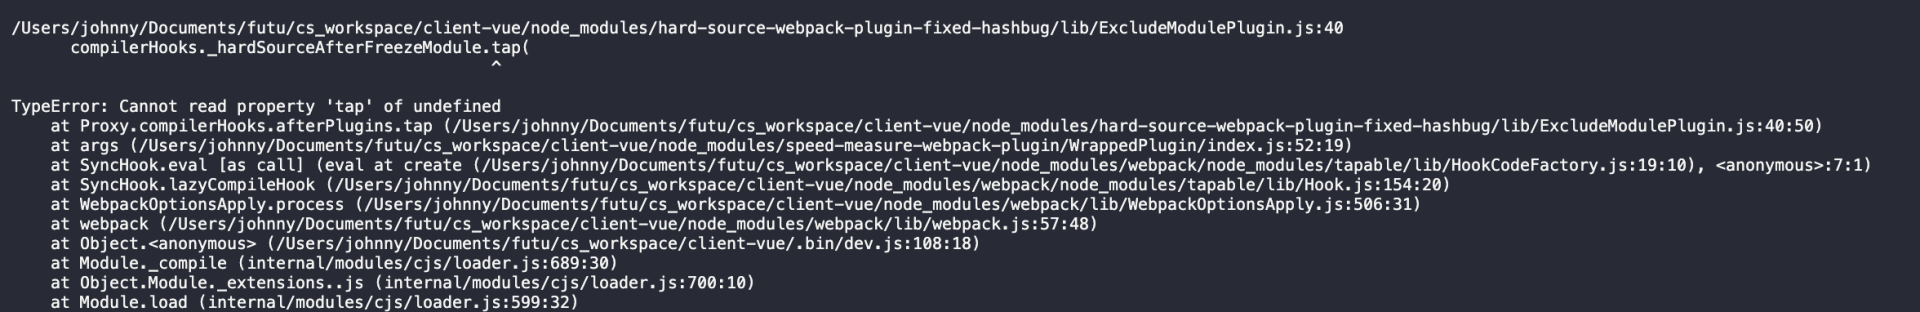 /Users/johnny/Documents/futu/cs_workspace/client-vue/node_modules/hard-source-webpack-plugin-fixed-hashbug/lib/ExcludeModulePlugin.js:40
compilerHooks._hardSourceAfterFreezeModule.tap(
^
TypeError: Cannot read property 'tap' of undefined
at Proxy.compilerHooks.afterPlugins.tap (/Users/johnny/Documents/futu/cs_workspace/client-vue/node_modules/hard-source-webpack-plugin-fixed-hashbug/lib/ExcludeModulePlugin.js:40:50)
at args (/Users/johnny/Documents/futu/cs_workspace/client-vue/node_modules/speed-measure-webpack-plugin/WrappedPlugin/index.js:52:19)
at SyncHook.eval [as call] (eval at create (/Users/johnny/Documents/futu/cs_workspace/client-vue/node_modules/webpack/node_modules/tapable/lib/HookCodeFactory.js:19:10), <anonymous>:7:1)
at SyncHook.lazyCompileHook (/Users/johnny/Documents/futu/cs_workspace/client-vue/node_modules/webpack/node_modules/tapable/lib/Hook.js:154:20)
at WebpackOptionsApply.process (/Users/johnny/Documents/futu/cs_workspace/client-vue/node_modules/webpack/lib/WebpackOptionsApply.js:506:31)
at webpack (/Users/johnny/Documents/futu/cs_workspace/client-vue/node_modules/webpack/lib/webpack.js:57:48)
at Object.<anonymous> (/Users/johnny/Documents/futu/cs_workspace/client-vue/.bin/dev.js:108:18)
at Module._compile (internal/modules/cjs/loader.js:689:30)
at Object.Module._extensions..js (internal/modules/cjs/loader.js:700:10)
at Module.load (internal/modules/cjs/loader.js:599:32)